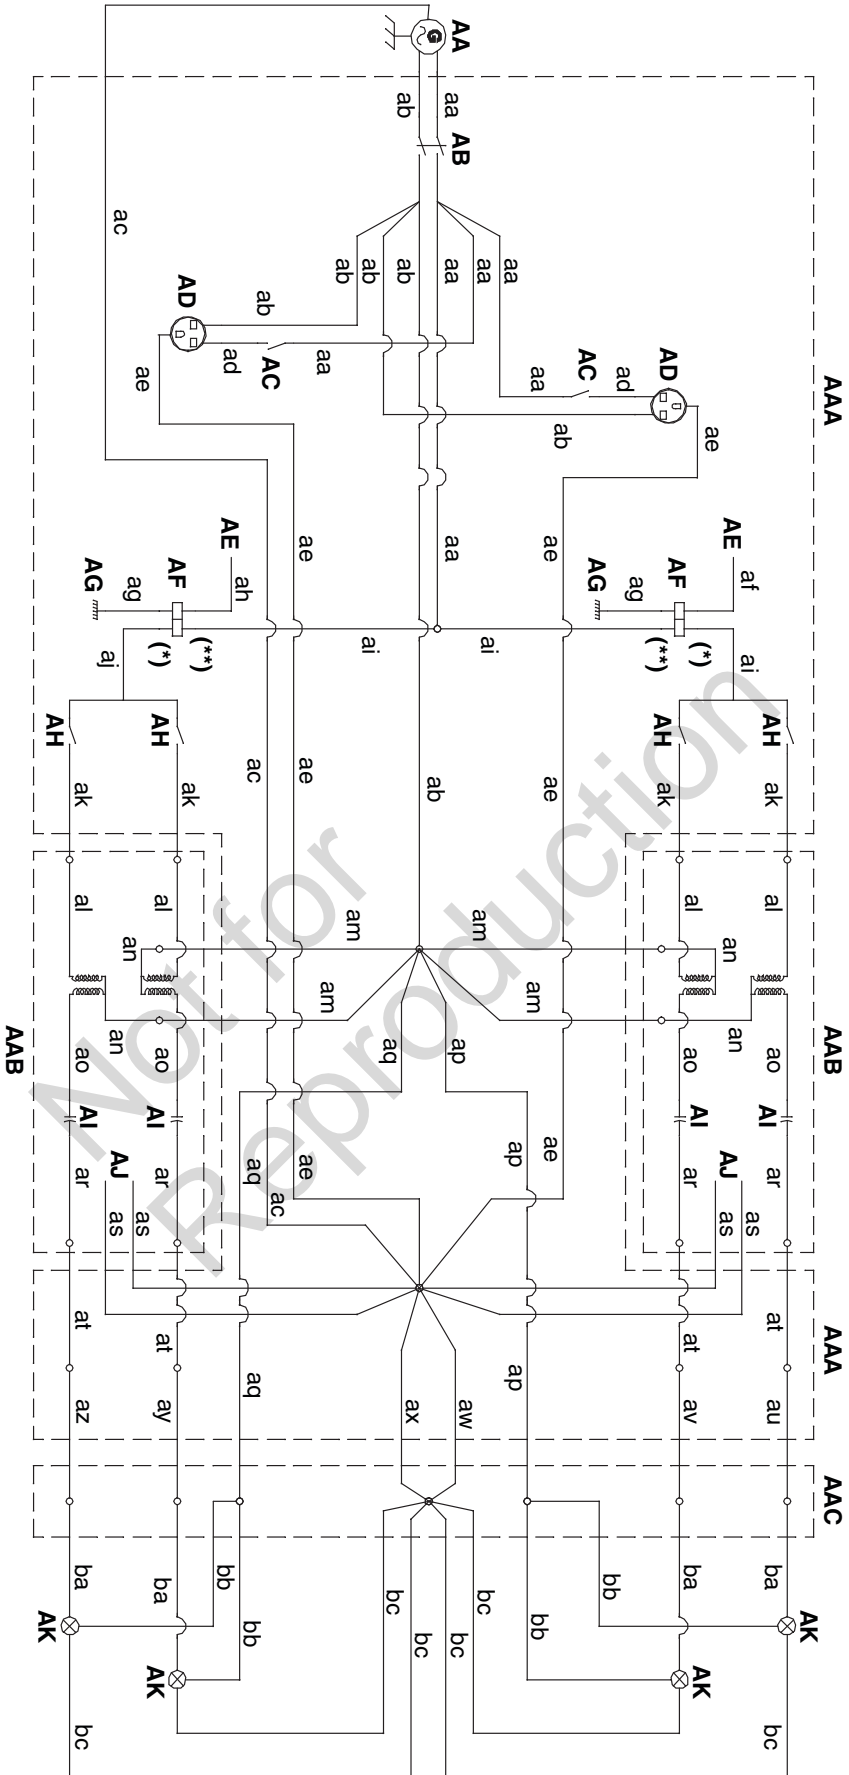 AA
aa
ab
AB
ac
aa
aa
aa
ab
ab
ab
AAA
AD
ab
ad
AC
aa
ae
AD
AC
ad
aa
ab
ae
ae
ae
aa
AE
af
AF
AG
ag
(*)
(**)
ai
ai
ai
AE
ah
AF
AG
ag
(**)
(*)
aj
AH
AH
AH
AH
ak
ak
ak
ak
ac
ae
ab
ae
al
al
al
al
am
am
am
am
an
an
an
an
ao
ao
ao
ao
AAB
AAB
aq
ap
AI
AI
AI
AI
ar
ar
ar
ar
AJ
AJ
as
as
as
as
aq
ac
ae
ap
ae
at
at
at
at
AAA
az
ay
aq
ax
aw
ap
av
au
AAC
ba
ba
bb
bb
bc
bc
bc
bc
bb
bb
ba
ba
AK
AK
AK
AK
bc
bc
Not for
Reproduction